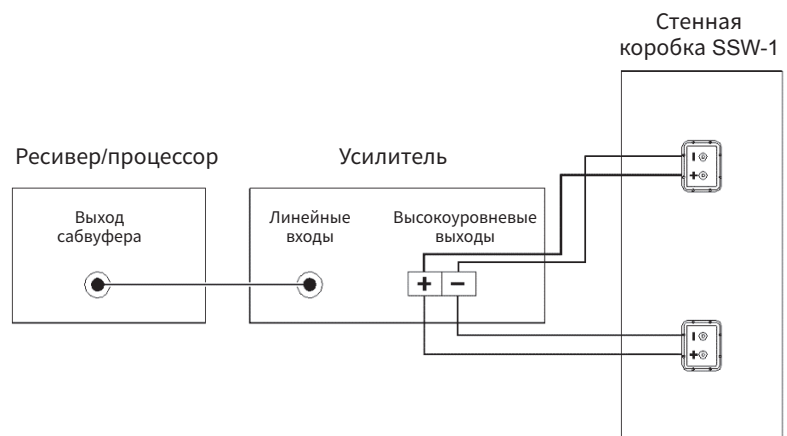 Стенная
коробка SSW-1
Ресивер/процессор
Усилитель
Выход
сабвуфера
Линейные
входы
Высокоуровневые
выходы
+ −
− 
+
−
+